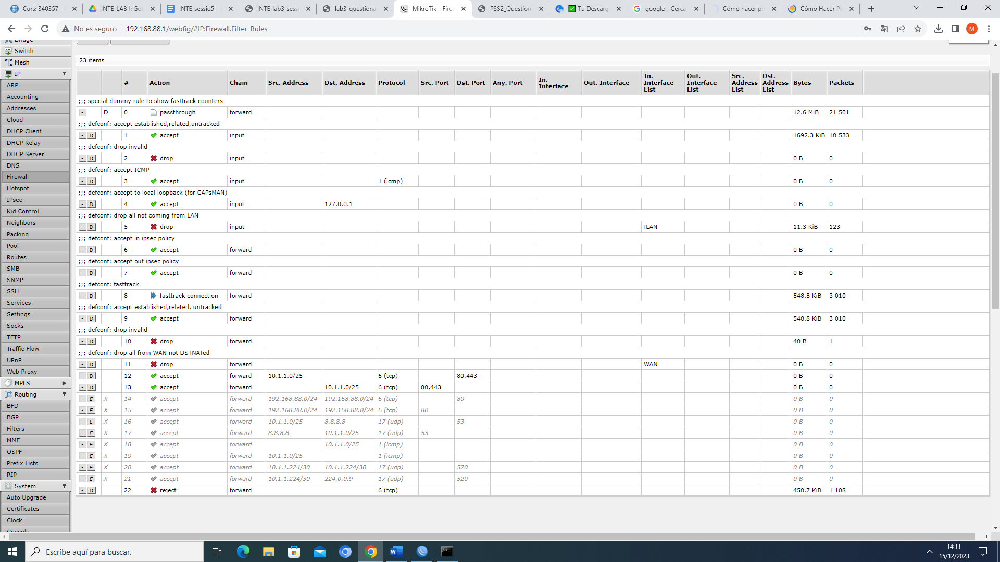 Curs: 340357 -
INTE-LAB1: Goo
INTE-sessio5 - D
INTE-lab3-sess
lab3-questiona
MikroTik - Firew
P3S2_Question
Tu Descarg
google - Cerca
Cómo hacer pi
Cómo Hacer Pi
No es seguro 192.168.88.1/webfig/#IP:Firewall.Filter_Rules
M
Bridge
Switch
Mesh
IP
ARP
Accounting
Addresses
Cloud
DHCP Client
DHCP Relay
DHCP Server
DNS
Firewall
Hotspot
IPsec
Kid Control
Neighbors
Packing
Pool
Routes
SMB
SNMP
SSH
Services
Settings
Socks
TFTP
Traffic Flow
UPnP
Web Proxy
MPLS
Routing
BFD
BGP
Filters
MME
OSPF
Prefix Lists
RIP
System
Auto Upgrade
Certificates
Clock
Console
23 items
# Action Chain Src. Address Dst. Address Protocol Src. Port Dst. Port Any. Port In. Interface Out. Interface In. Interface List Out. Interface List Src. Address List Dst. Address List Bytes Packets
;;; special dummy rule to show fasttrack counters
- D 0 passthrough forward 12.6 MiB 21 501
;;; defconf: accept established,related,untracked
- D 1 accept input 1692.3 KiB 10 533
;;; defconf: drop invalid
- D 2 drop input 0 B 0
;;; defconf: accept ICMP
- D 3 accept input 1 (icmp) 0 B 0
;;; defconf: accept to local loopback (for CAPsMAN)
- D 4 accept input 127.0.0.1 0 B 0
;;; defconf: drop all not coming from LAN
- D 5 drop input !LAN 11.3 KiB 123
;;; defconf: accept in ipsec policy
- D 6 accept forward 0 B 0
;;; defconf: accept out ipsec policy
- D 7 accept forward 0 B 0
;;; defconf: fasttrack
- D 8 fasttrack connection forward 548.8 KiB 3 010
;;; defconf: accept established,related, untracked
- D 9 accept forward 548.8 KiB 3 010
;;; defconf: drop invalid
- D 10 drop forward 40 B 1
;;; defconf: drop all from WAN not DSTNATed
- D 11 drop forward WAN 0 B 0
- D 12 accept forward 10.1.1.0/25 6 (tcp) 80,443 0 B 0
- D 13 accept forward 10.1.1.0/25 6 (tcp) 80,443 0 B 0
- E X 14 accept forward 192.168.88.0/24 192.168.88.0/24 6 (tcp) 80 0 B 0
- E X 15 accept forward 192.168.88.0/24 192.168.88.0/24 6 (tcp) 80 0 B 0
- E X 16 accept forward 10.1.1.0/25 8.8.8.8 17 (udp) 53 0 B 0
- E X 17 accept forward 8.8.8.8 10.1.1.0/25 17 (udp) 53 0 B 0
- E X 18 accept forward 10.1.1.0/25 1 (icmp) 0 B 0
- E X 19 accept forward 10.1.1.0/25 1 (icmp) 0 B 0
- E X 20 accept forward 10.1.1.224/30 10.1.1.224/30 17 (udp) 520 0 B 0
- E X 21 accept forward 10.1.1.224/30 224.0.0.9 17 (udp) 520 0 B 0
- D 22 reject forward 6 (tcp) 450.7 KiB 1 108
Escribe aquí para buscar.
14:11
15/12/2023